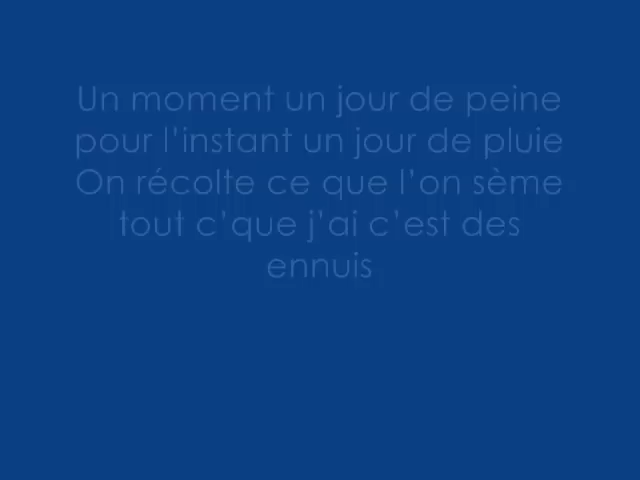 Un moment un jour de peine
pour l’instant un jour de pluie
On récolte ce que l’on sème
tout c’que j’ai c’est des
ennuis